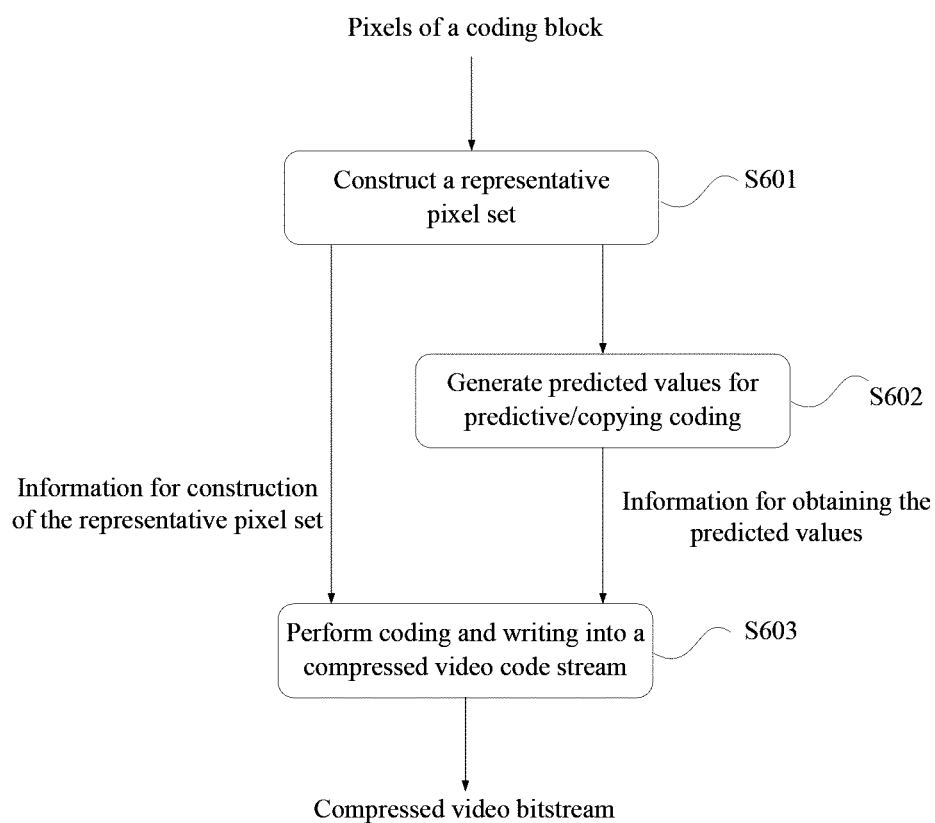 Pixels of a coding block
Construct a representative
pixel set
S601
Generate predicted values for
predictive/copying coding
S602
Information for construction
of the representative pixel set
Information for obtaining the
predicted values
Perform coding and writing into a
compressed video code stream
S603
Compressed video bitstream